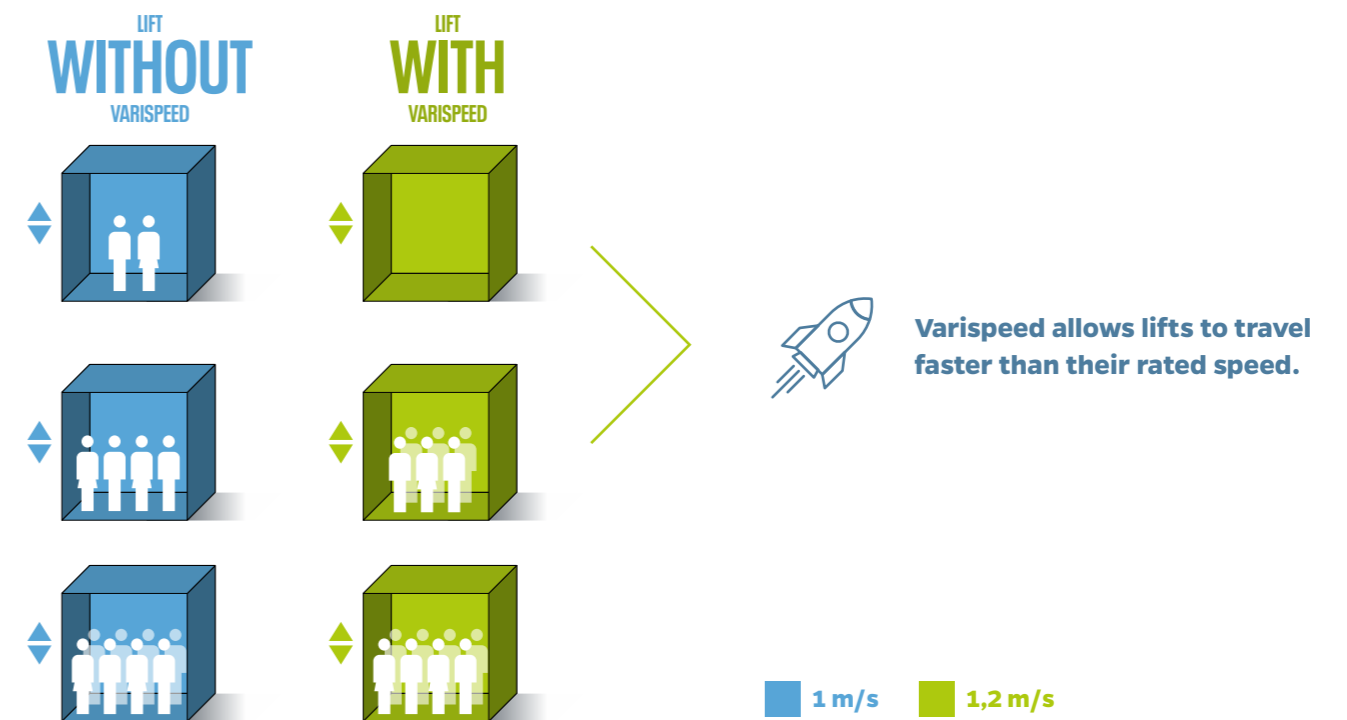 LIFT
WITHOUT
VARISPEED
LIFT
WITH
VARISPEED
Varispeed allows lifts to travel
faster than their rated speed.
1 m/s
1,2 m/s